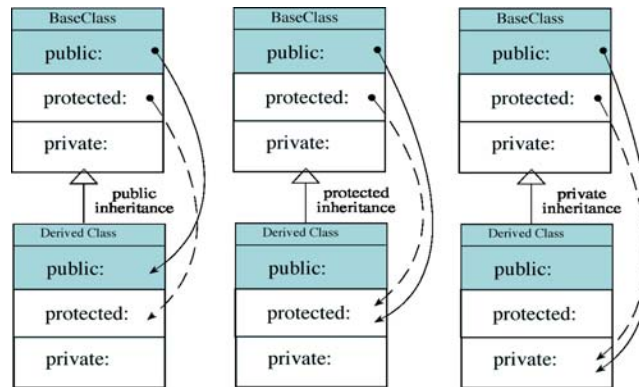 BaseClass
public:
protected:
private:
public
inheritance
Derived Class
public:
protected:
private:
BaseClass
public:
protected:
private:
protected
inheritance
Derived Class
public:
protected:
private:
BaseClass
public:
protected:
private:
private
inheritance
Derived Class
public:
protected:
private: